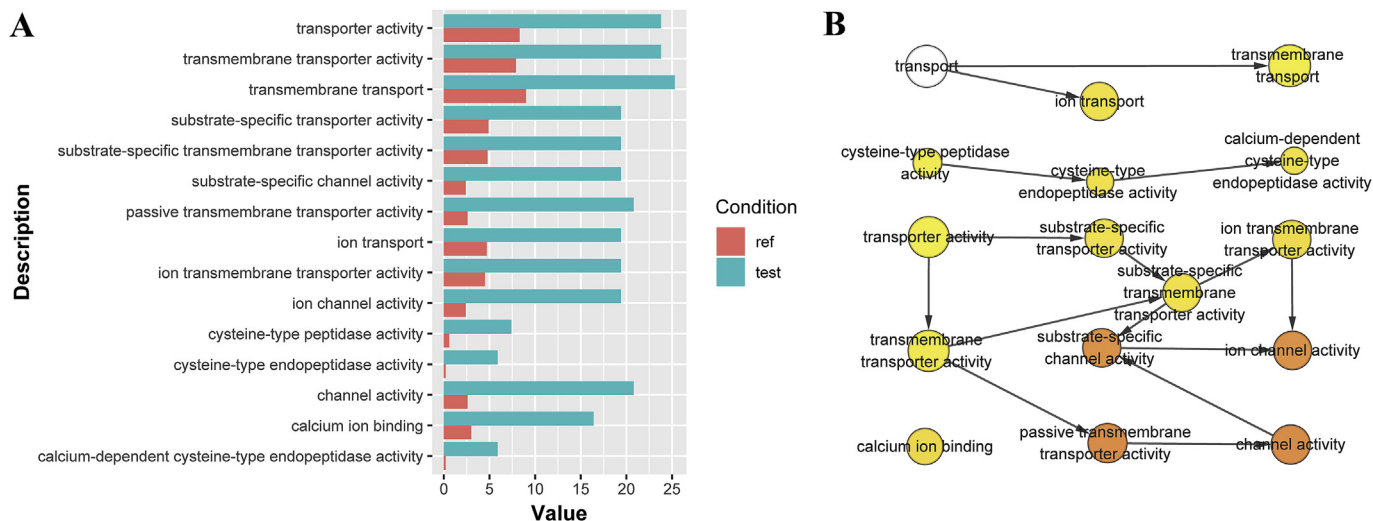 A
transporter activity
transmembrane transporter activity
transmembrane transport
substrate-specific transporter activity
substrate-specific transmembrane transporter activity
substrate-specific channel activity
passive transmembrane transporter activity
ion transport
ion transmembrane transporter activity
ion channel activity
cysteine-type peptidase activity
cysteine-type endopeptidase activity
channel activity
calcium ion binding
calcium-dependent cysteine-type endopeptidase activity
Description
0 5 10 15 20 25
Value
Condition
ref
test
B
transport
transmembrane
transport
ion transport
cysteine-type peptidase
activity
cysteine-type
endopeptidase activity
calcium-dependent
cysteine-type
endopeptidase activity
transporter activity
substrate-specific
transporter activity
ion transmembrane
transporter activity
substrate-specific
transmembrane
transporter activity
transmembrane
transporter activity
substrate-specific
channel activity
ion channel activity
calcium ion binding
passive transmembrane
transporter activity
channel activity